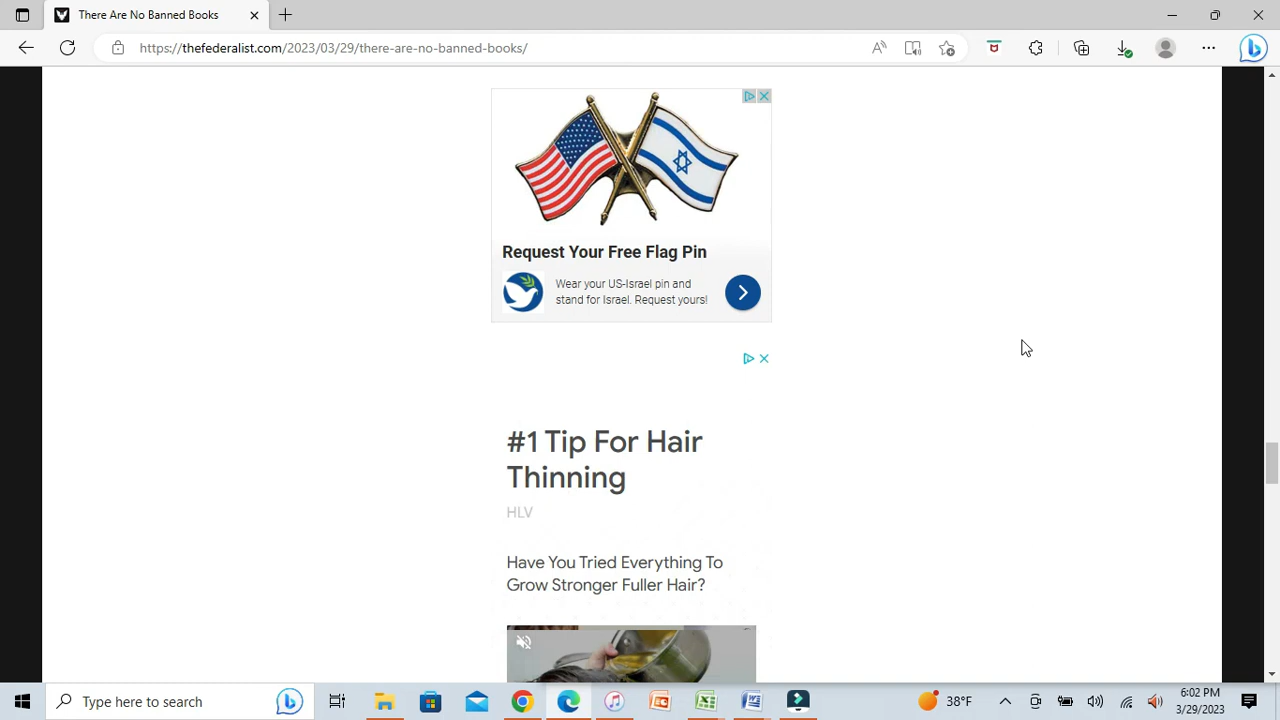 There Are No Banned Books
https://thefederalist.com/2023/03/29/there-are-no-banned-books/
Request Your Free Flag Pin
Wear your US-Israel pin and
stand for Israel. Request yours!
#1 Tip For Hair
Thinning
HLV
Have You Tried Everything To
Grow Stronger Fuller Hair?
Type here to search
38°F
6:02 PM
3/29/2023